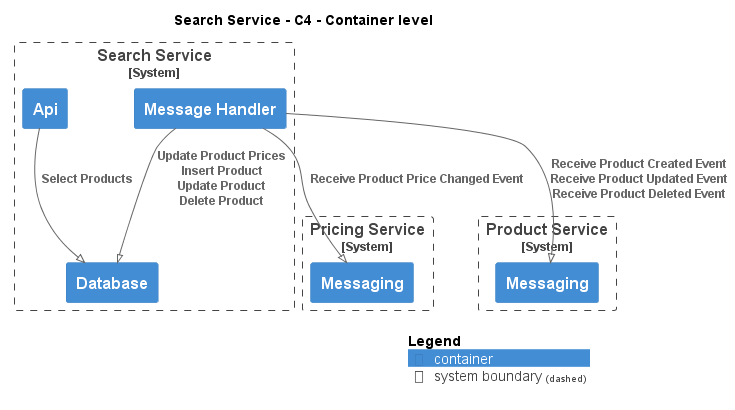 Search Service - C4 - Container level
Search Service
[System]
Api
Message Handler
Select Products
Update Product Prices
Insert Product
Update Product
Delete Product
Receive Product Price Changed Event
Receive Product Created Event
Receive Product Updated Event
Receive Product Deleted Event
Pricing Service
[System]
Product Service
[System]
Database
Messaging
Messaging
Legend
container
system boundary (dashed)